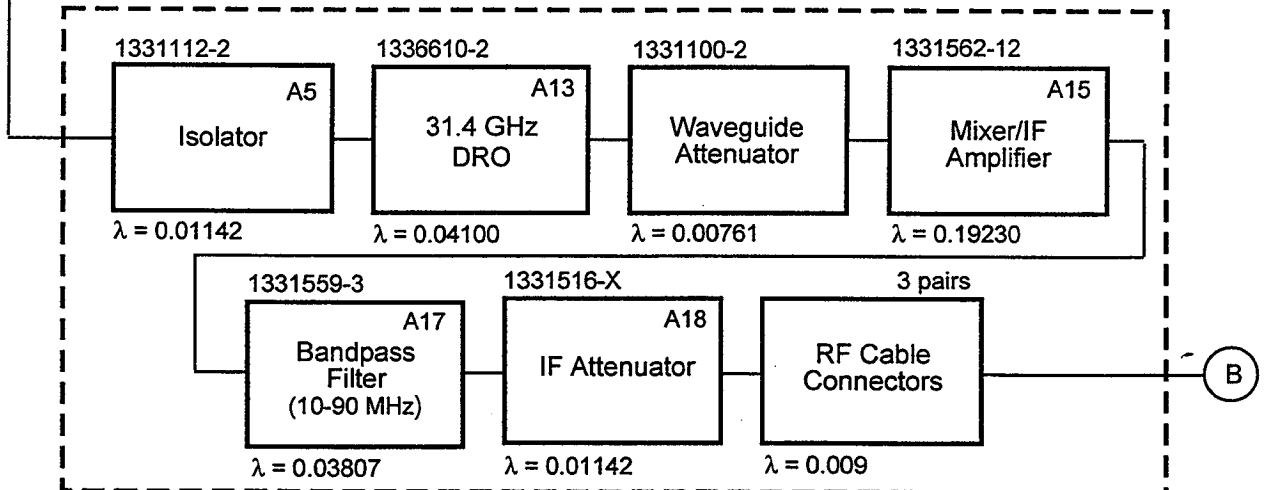 1331112-2
A5
Isolator
λ = 0.01142
1336610-2
A13
31.4 GHz
DRO
λ = 0.04100
1331100-2
Waveguide
Attenuator
λ = 0.00761
1331562-12
A15
Mixer/IF
Amplifier
λ = 0.19230
1331559-3
A17
Bandpass
Filter
(10-90 MHz)
λ = 0.03807
1331516-X
A18
IF Attenuator
λ = 0.01142
3 pairs
RF Cable
Connectors
λ = 0.009
B